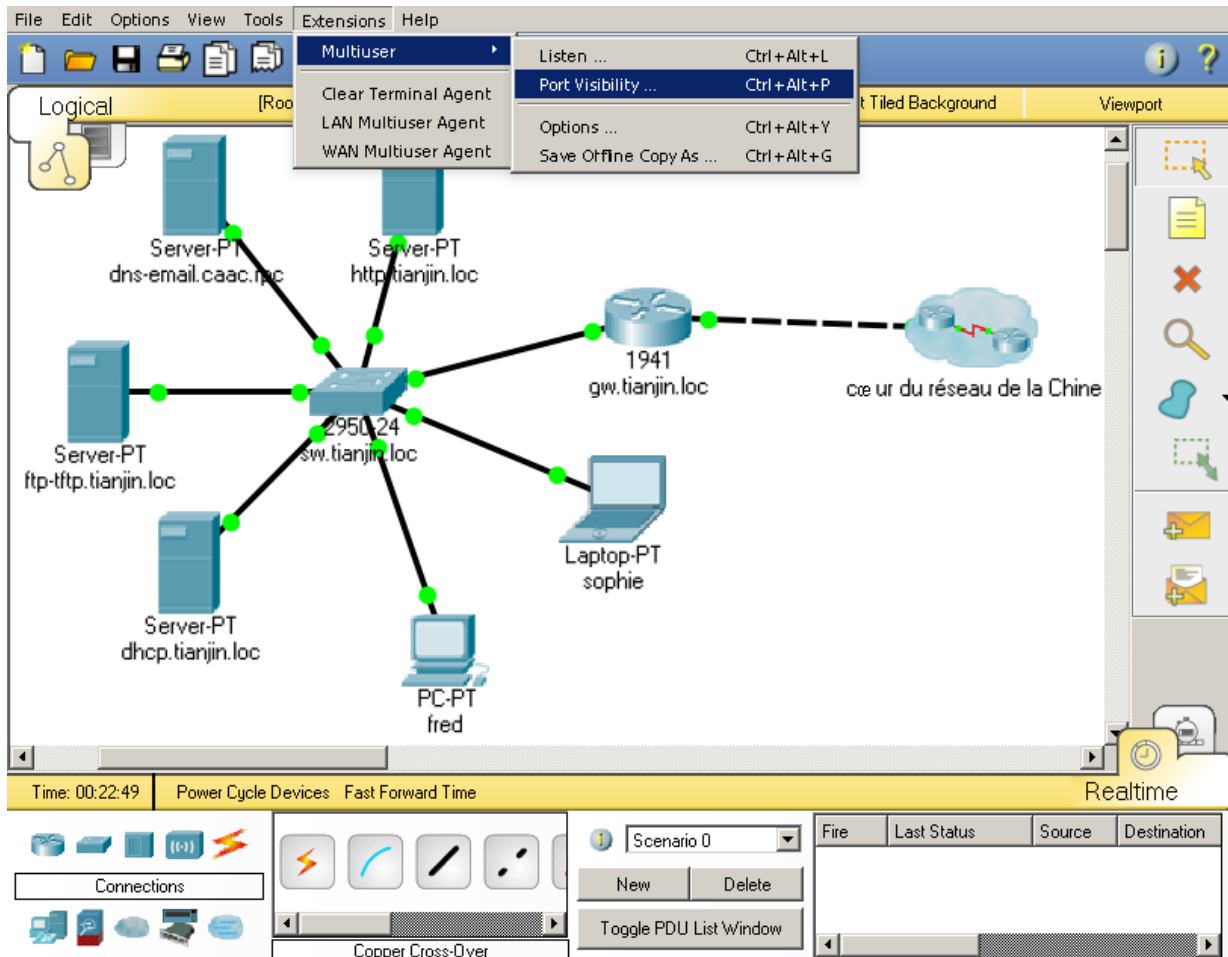 File Edit Options View Tools Extensions Help
Multiuser
Clear Terminal Agent
LAN Multiuser Agent
WAN Multiuser Agent
Listen ... Ctrl+Alt+L
Port Visibility ... Ctrl+Alt+P
Options ... Ctrl+Alt+Y
Save Offline Copy As ... Ctrl+Alt+G
Logical
Tiled Background
Viewport
Server-PT
dns-email.caac.rpc
Server-PT
http.tianjin.loc
1941
gw.tianjin.loc
cœur du réseau de la Chine
2950-24
sw.tianjin.loc
Server-PT
ftp-tftp.tianjin.loc
Laptop-PT
sophie
Server-PT
dhcp.tianjin.loc
PC-PT
fred
Time: 00:22:49 Power Cycle Devices Fast Forward Time
Realtime
Connections
Copper Cross-Over
Scenario 0
New Delete
Toggle PDU List Window
Fire Last Status Source Destination